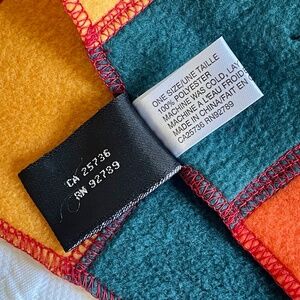 CA 25736
RN 92789
ONE SIZE/UNE TAILLE
100% POLYESTER
MACHINE WAS COLD, LAY
MACHINE A L'EAU FROID
MADE IN CHINA/FAIT EN
CA25736 RN92789